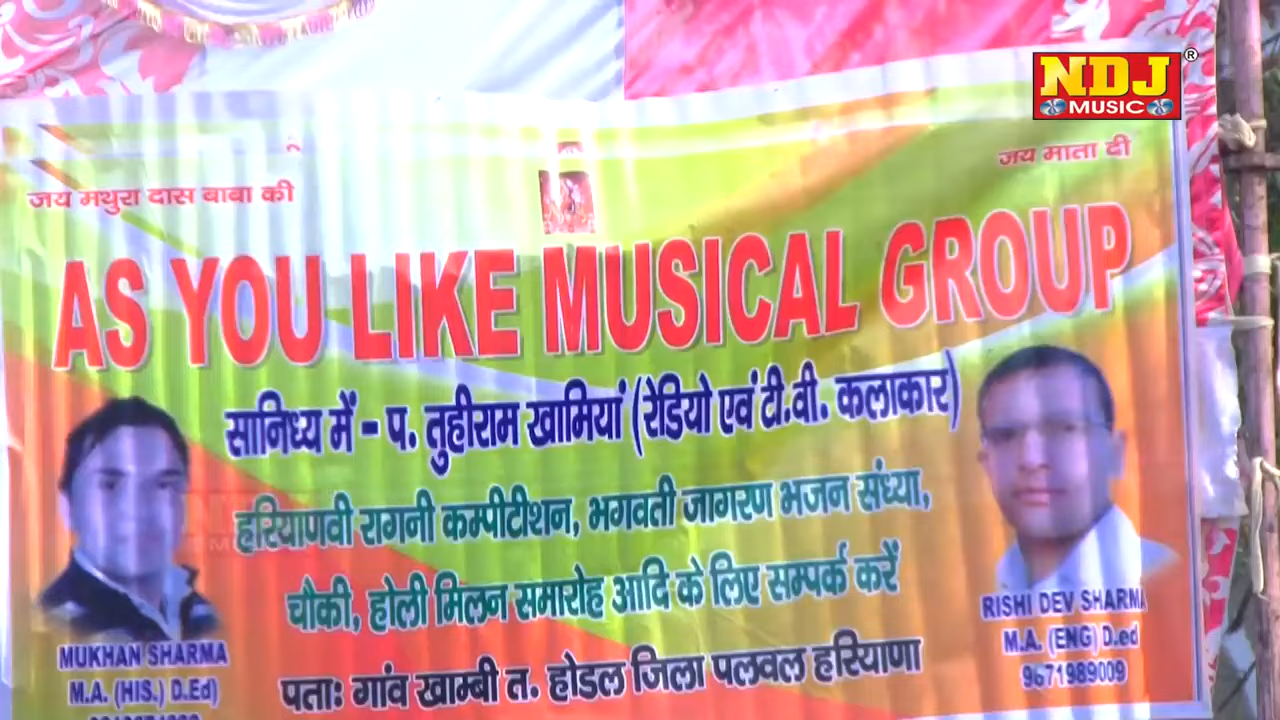 NDJ
MUSIC
®
जय मथुरा दास बाबा की
जय माता दी
AS YOU LIKE MUSICAL GROUP
सानिध्य में - प. तुहीराम खामियां (रेडियो एवं टी.वी. कलाकार)
हरियाणवी रागनी कम्पीटीशन, भगवती जागरण भजन संध्या,
चौकी, होली मिलन समारोह आदि के लिए सम्पर्क करें
पताः गांव खाम्बी त. होडल जिला पलवल हरियाणा
MUKHAN SHARMA
M.A. (HIS.) D.Ed)
RISHI DEV SHARMA
M.A. (ENG) D.ed
9671989009